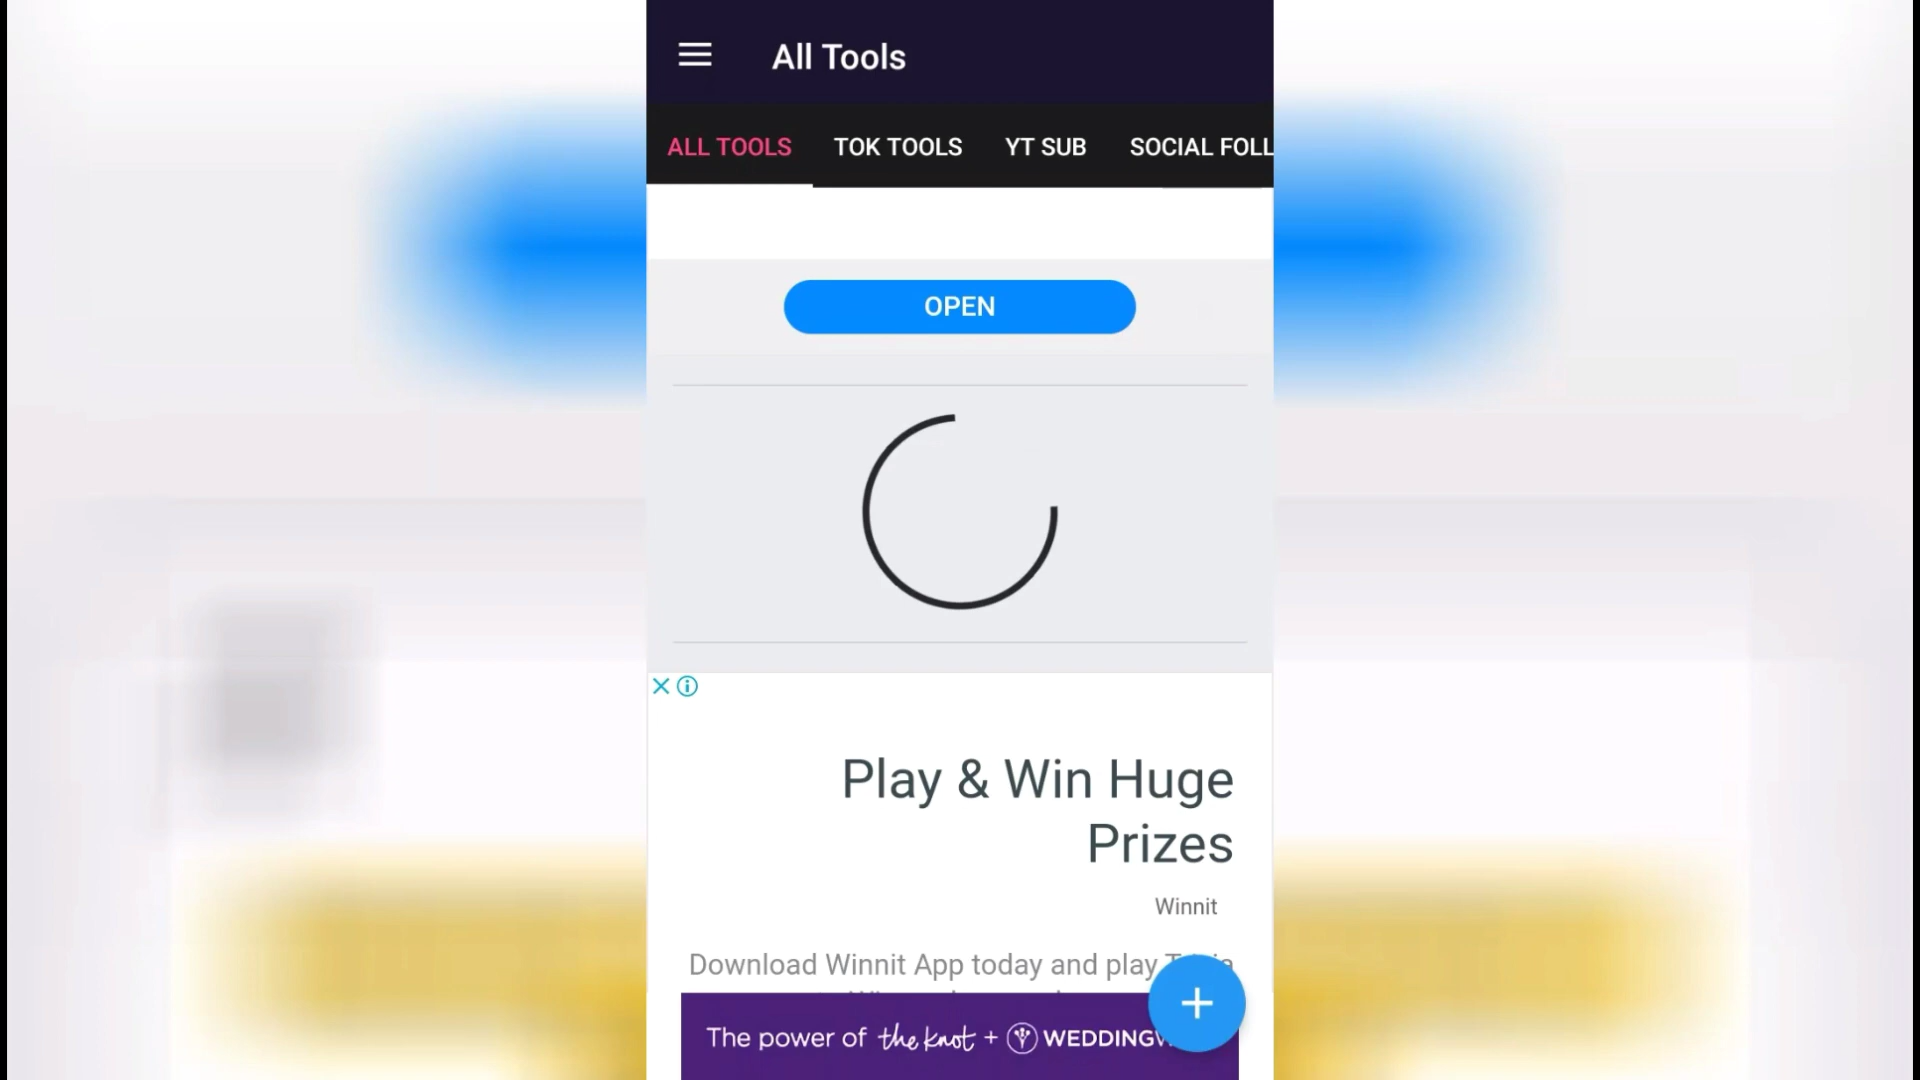 All Tools
ALL TOOLS TOK TOOLS YT SUB SOCIAL FOLL
OPEN
Play & Win Huge
Prizes
Winnit
Download Winnit App today and play
The power of the knot + WEDDINGW